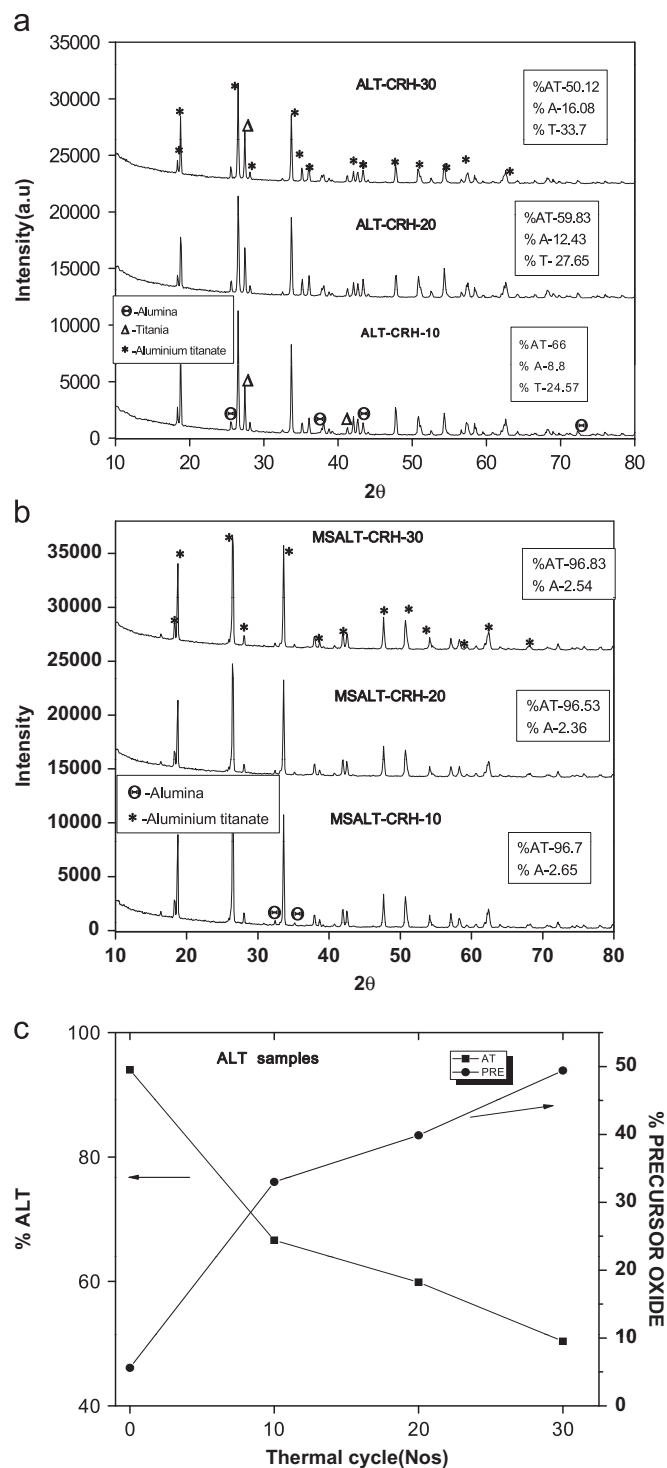 a
35000
30000
25000
20000
15000
10000
5000
0
Intensity(a.u)
ALT-CRH-30
%AT-50.12
%A-16.08
% T-33.7
ALT-CRH-20
%AT-59.83
% A-12.43
% T- 27.65
-Alumina
Δ-Titania
* -Aluminium titanate
ALT-CRH-10
%AT-66
% A-8.8
% T-24.57
10 20 30 40 50 60 70 80
2θ
b
35000
30000
25000
20000
15000
10000
5000
0
Intensity
MSALT-CRH-30
%AT-96.83
% A-2.54
MSALT-CRH-20
%AT-96.53
% A-2.36
-Alumina
* -Aluminium titanate
MSALT-CRH-10
%AT-96.7
% A-2.65
10 20 30 40 50 60 70 80
2θ
c
100
80
60
40
% ALT
ALT samples
AT
PRE
50
40
30
20
10
0
% PRECURSOR OXIDE
0 10 20 30
Thermal cycle(Nos)